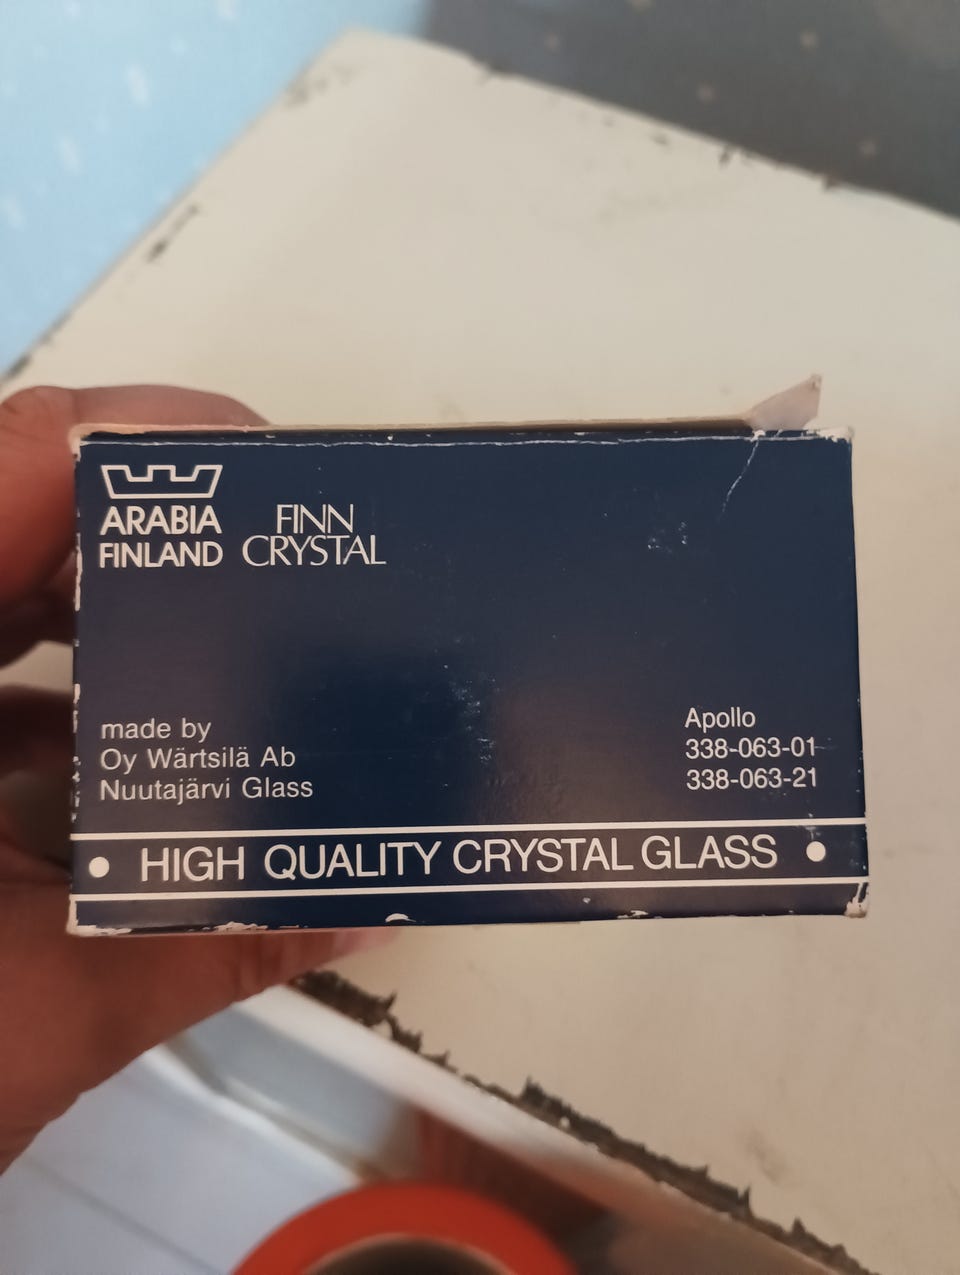 ARABIA
FINLAND
FINN
CRYSTAL
made by
Oy Wärtsilä Ab
Nuutajärvi Glass
Apollo
338-063-01
338-063-21
• HIGH QUALITY CRYSTAL GLASS •